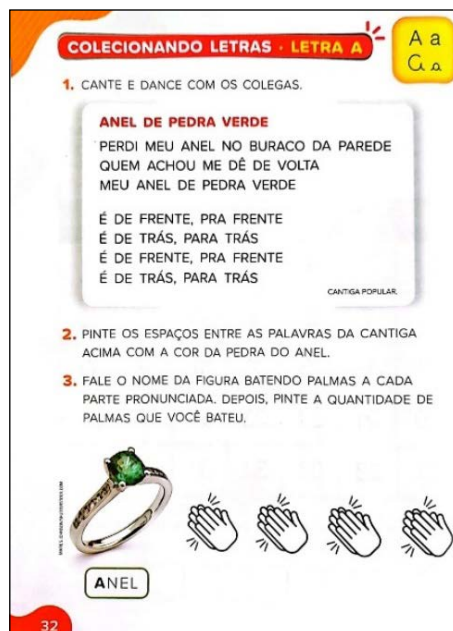 COLECIONANDO LETRAS · LETRA A
A a
A a
1. CANTE E DANCE COM OS COLEGAS.
ANEL DE PEDRA VERDE
PERDI MEU ANEL NO BURACO DA PAREDE
QUEM ACHOU ME DÊ DE VOLTA
MEU ANEL DE PEDRA VERDE
É DE FRENTE, PRA FRENTE
É DE TRÁS, PARA TRÁS
É DE FRENTE, PRA FRENTE
É DE TRÁS, PARA TRÁS
CANTIGA POPULAR.
2. PINTE OS ESPAÇOS ENTRE AS PALAVRAS DA CANTIGA
ACIMA COM A COR DA PEDRA DO ANEL.
3. FALE O NOME DA FIGURA BATENDO PALMAS A CADA
PARTE PRONUNCIADA. DEPOIS, PINTE A QUANTIDADE DE
PALMAS QUE VOCÊ BATEU.
ANEL
32